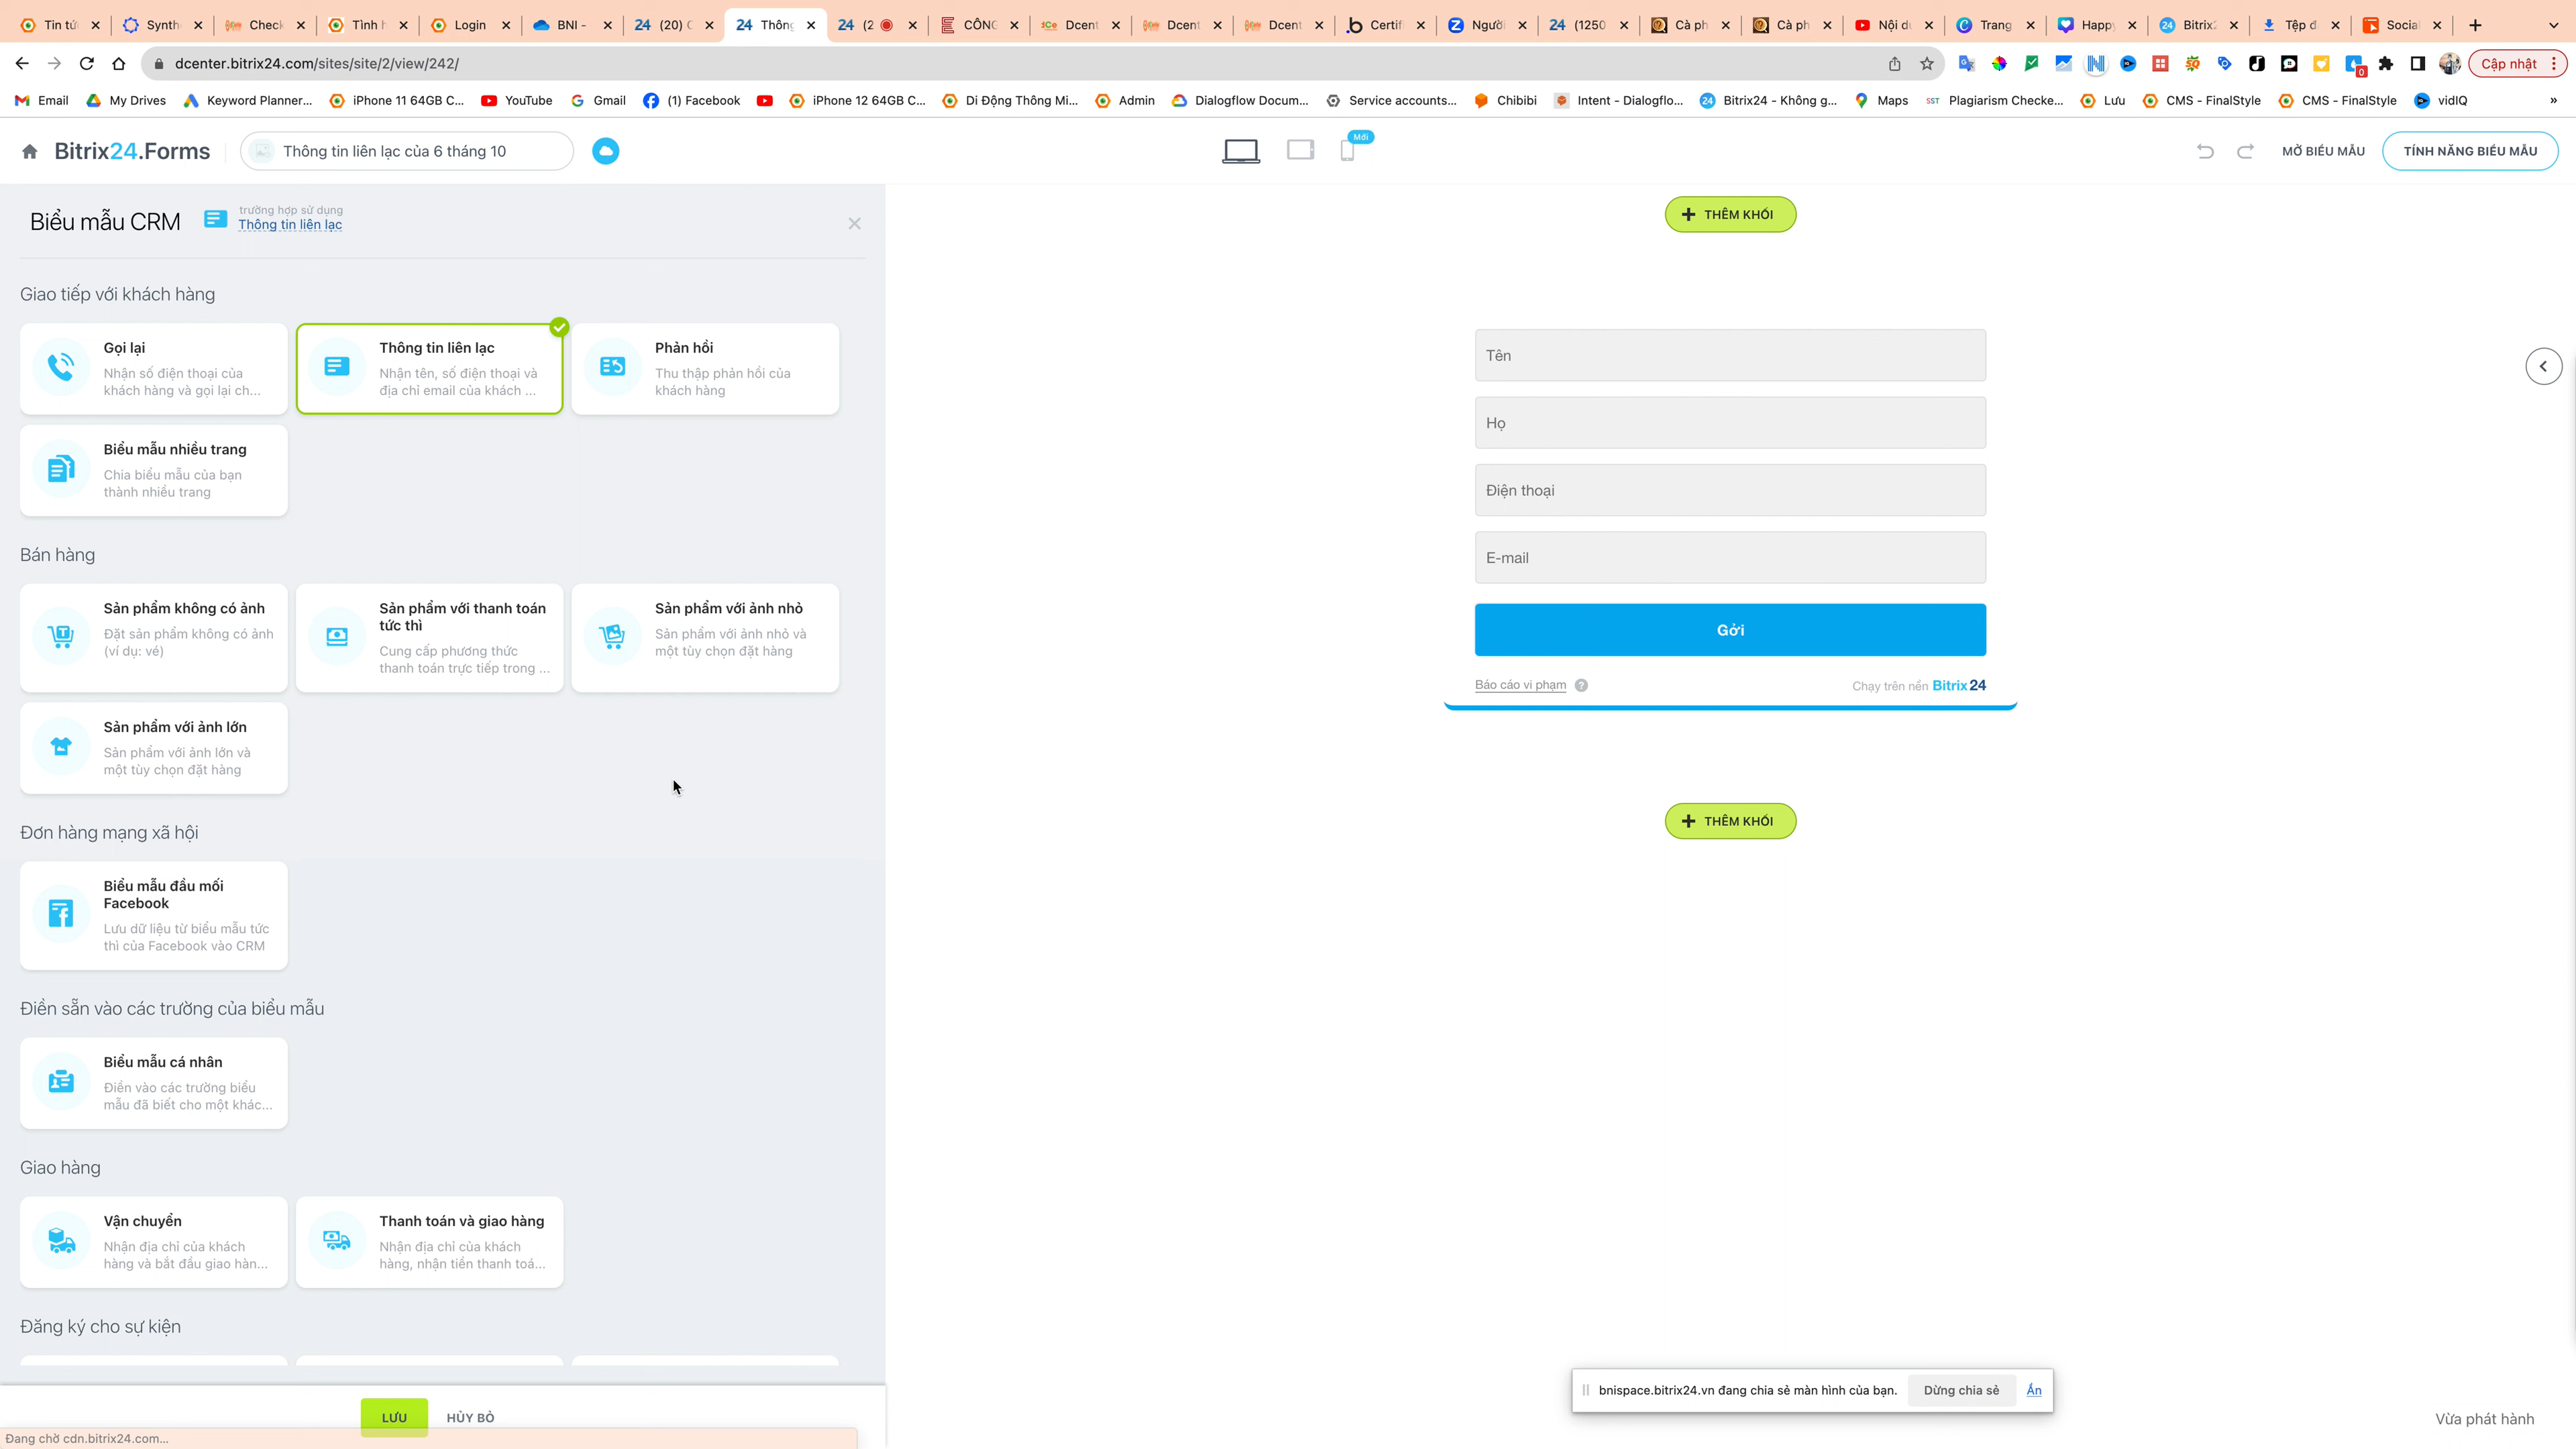 Tin tứ
Synth
Check
Tình h
Login
BNI -
(20) C
Thông
(2
CÔNG
Dcent
Dcent
Dcent
Certif
Người
(1250
Cà ph
Cà ph
Nội du
Trang
Happy
Bitrix2
Tệp đ
Social
dcenter.bitrix24.com/sites/site/2/view/242/
Cập nhật
Email
My Drives
Keyword Planner...
iPhone 11 64GB C...
YouTube
Gmail
(1) Facebook
iPhone 12 64GB C...
Di Động Thông Mi...
Admin
Dialogflow Docum...
Service accounts...
Chibibi
Intent - Dialogflo...
Bitrix24 - Không g...
Maps
Plagiarism Checke...
Lưu
CMS - FinalStyle
CMS - FinalStyle
vidIQ
»
Bitrix24.Forms
Thông tin liên lạc của 6 tháng 10
Mới
MỞ BIỂU MẪU
TÍNH NĂNG BIỂU MẪU
Biểu mẫu CRM
trường hợp sử dụng
Thông tin liên lạc
Giao tiếp với khách hàng
Gọi lại
Nhận số điện thoại của
khách hàng và gọi lại ch...
Thông tin liên lạc
Nhận tên, số điện thoại và
địa chỉ email của khách ...
Phản hồi
Thu thập phản hồi của
khách hàng
Biểu mẫu nhiều trang
Chia biểu mẫu của bạn
thành nhiều trang
Bán hàng
Sản phẩm không có ảnh
Đặt sản phẩm không có ảnh
(ví dụ: vé)
Sản phẩm với thanh toán
tức thì
Cung cấp phương thức
thanh toán trực tiếp trong ...
Sản phẩm với ảnh nhỏ
Sản phẩm với ảnh nhỏ và
một tùy chọn đặt hàng
Sản phẩm với ảnh lớn
Sản phẩm với ảnh lớn và
một tùy chọn đặt hàng
Đơn hàng mạng xã hội
Biểu mẫu đầu mối
Facebook
Lưu dữ liệu từ biểu mẫu tức
thì của Facebook vào CRM
Điền sẵn vào các trường của biểu mẫu
Biểu mẫu cá nhân
Điền vào các trường biểu
mẫu đã biết cho một khác...
Giao hàng
Vận chuyển
Nhận địa chỉ của khách
hàng và bắt đầu giao hàn...
Thanh toán và giao hàng
Nhận địa chỉ của khách
hàng, nhận tiền thanh toá...
Đăng ký cho sự kiện
LƯU
HỦY BỎ
Đang chờ cdn.bitrix24.com...
THÊM KHỐI
Tên
Họ
Điện thoại
E-mail
Gởi
Báo cáo vi phạm
Chạy trên nền Bitrix24
THÊM KHỐI
bnispace.bitrix24.vn đang chia sẻ màn hình của bạn.
Dừng chia sẻ
Ẩn
Vừa phát hành